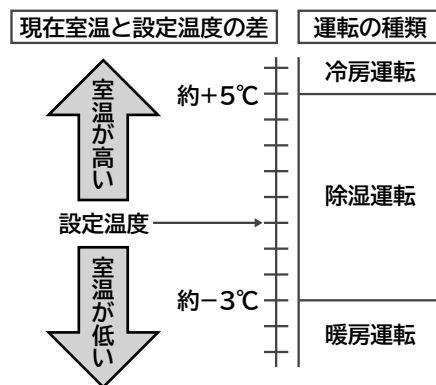 現在室温と設定温度の差
運転の種類
室温が高い
約+5℃
冷房運転
除湿運転
設定温度
室温が低い
約−3℃
暖房運転